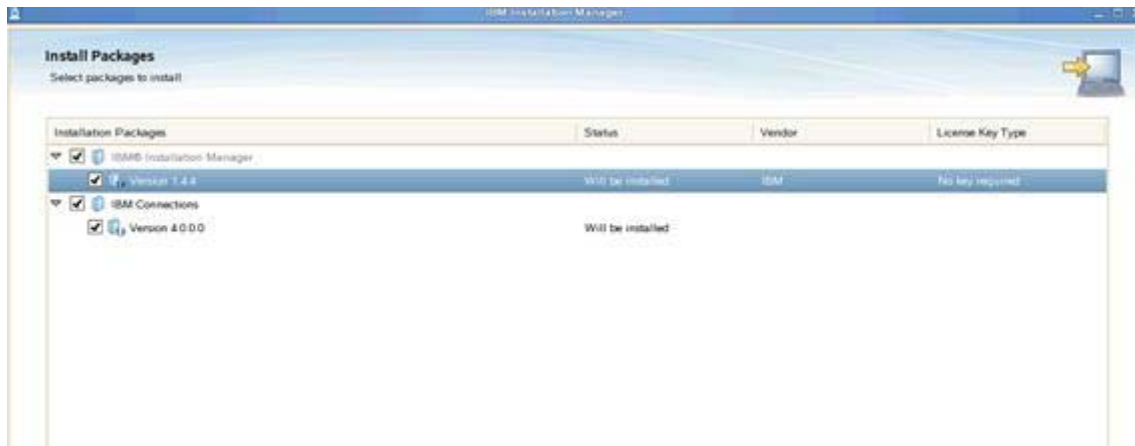 IBM Installation Manager
Install Packages
Select packages to install
Installation Packages Status Vendor License Key Type
IBM® Installation Manager
Version 1.4.4 Will be installed IBM No key required
IBM Connections
Version 4.0.0.0 Will be installed